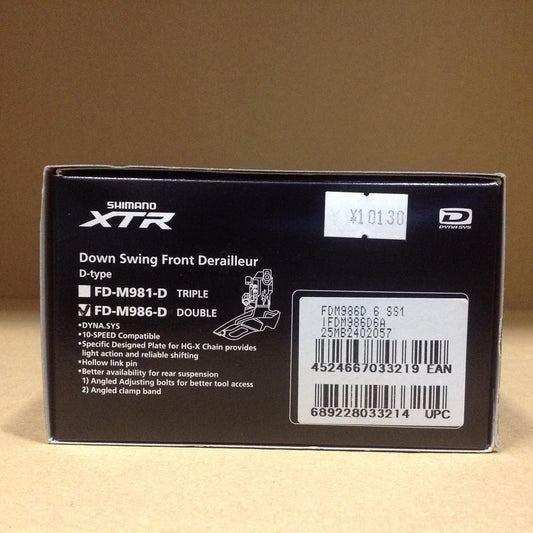 SHIMANO
XTR
¥10130
D
DYNA.SYS
Down Swing Front Derailleur
D-type
FD-M981-D TRIPLE
FD-M986-D DOUBLE
•DYNA.SYS
•10-SPEED Compatible
•Specific Designed Plate for HG-X Chain provides
light action and reliable shifting
•Hollow link pin
•Better availability for rear suspension
1) Angled Adjusting bolts for better tool access
2) Angled clamp band
FDM986D 6 SS1
IFDM986D6A
25MB2402057
4524667033219 EAN
689228033214 UPC